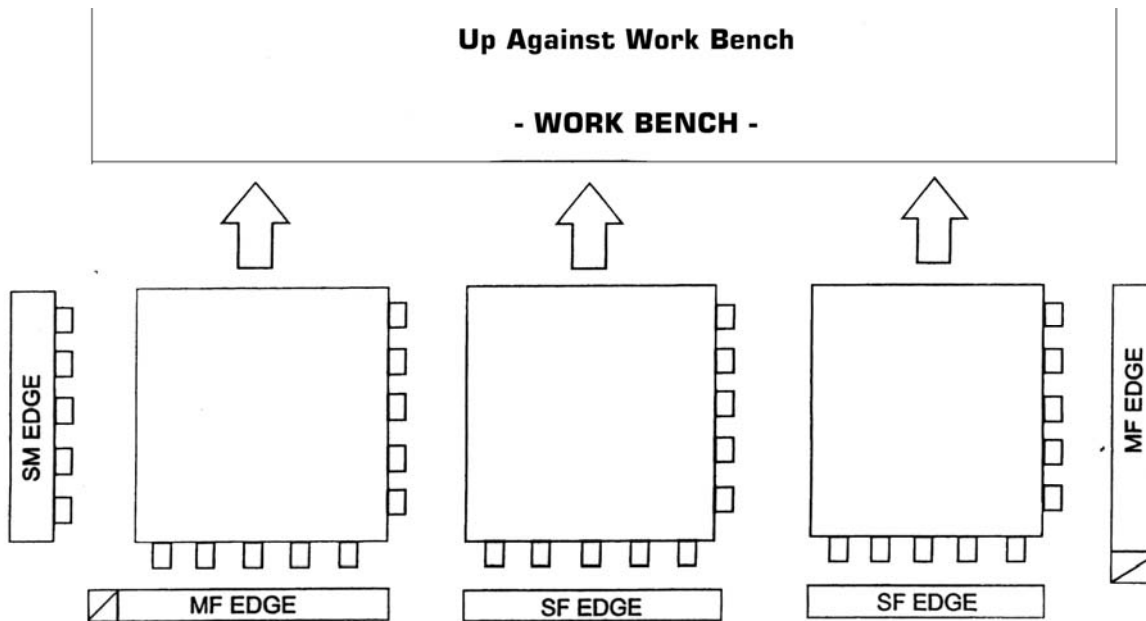 Up Against Work Bench
- WORK BENCH -
SM EDGE
MF EDGE
MF EDGE
SF EDGE
SF EDGE